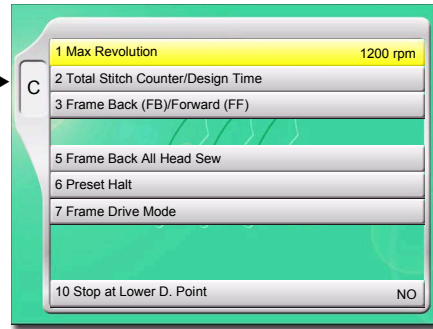 C
1 Max Revolution 1200 rpm
2 Total Stitch Counter/Design Time
3 Frame Back (FB)/Forward (FF)
5 Frame Back All Head Sew
6 Preset Halt
7 Frame Drive Mode
10 Stop at Lower D. Point NO